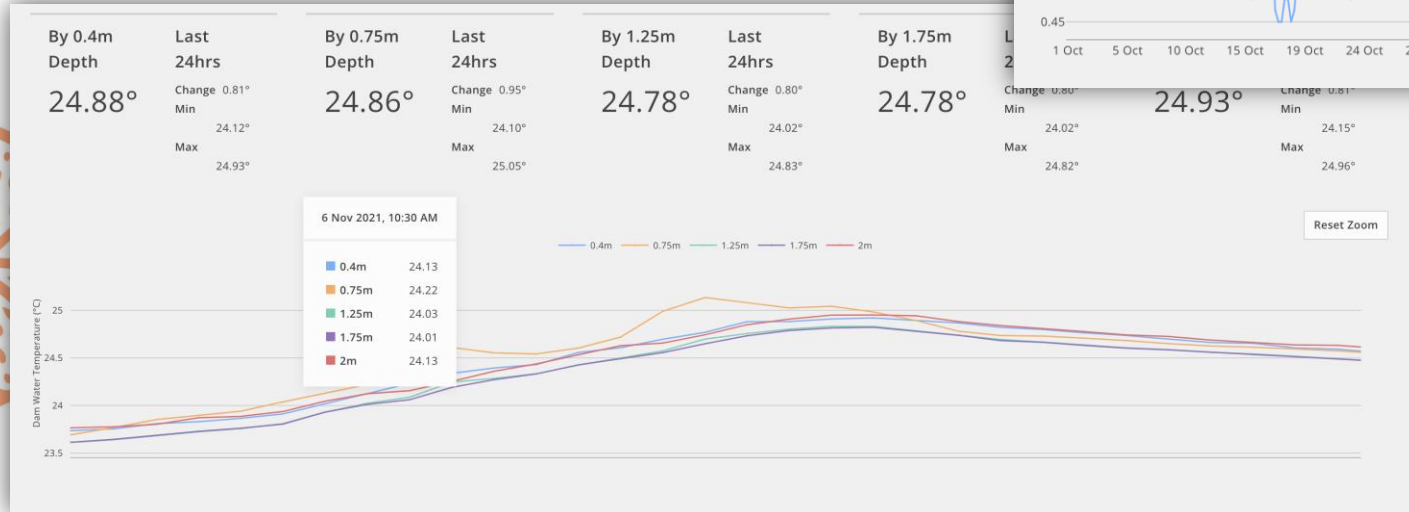 0.45
1 Oct 5 Oct 10 Oct 15 Oct 19 Oct 24 Oct
By 0.4m Depth
24.88°
Last 24hrs
Change 0.81°
Min
24.12°
Max
24.93°
By 0.75m Depth
24.86°
Last 24hrs
Change 0.95°
Min
24.10°
Max
25.05°
By 1.25m Depth
24.78°
Last 24hrs
Change 0.80°
Min
24.02°
Max
24.83°
By 1.75m Depth
24.78°
Change 0.80°
Min
24.02°
Max
24.82°
24.93°
Change 0.81°
Min
24.15°
Max
24.96°
6 Nov 2021, 10:30 AM
0.4m 24.13
0.75m 24.22
1.25m 24.03
1.75m 24.01
2m 24.13
Reset Zoom
0.4m 0.75m 1.25m 1.75m 2m
Dam Water Temperature (°C)
25
24.5
24
23.5